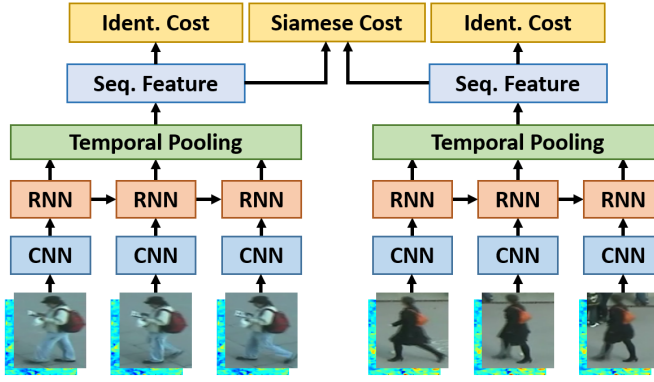 Ident. Cost
Siamese Cost
Ident. Cost
Seq. Feature
Seq. Feature
Temporal Pooling
Temporal Pooling
RNN
RNN
RNN
RNN
RNN
RNN
CNN
CNN
CNN
CNN
CNN
CNN